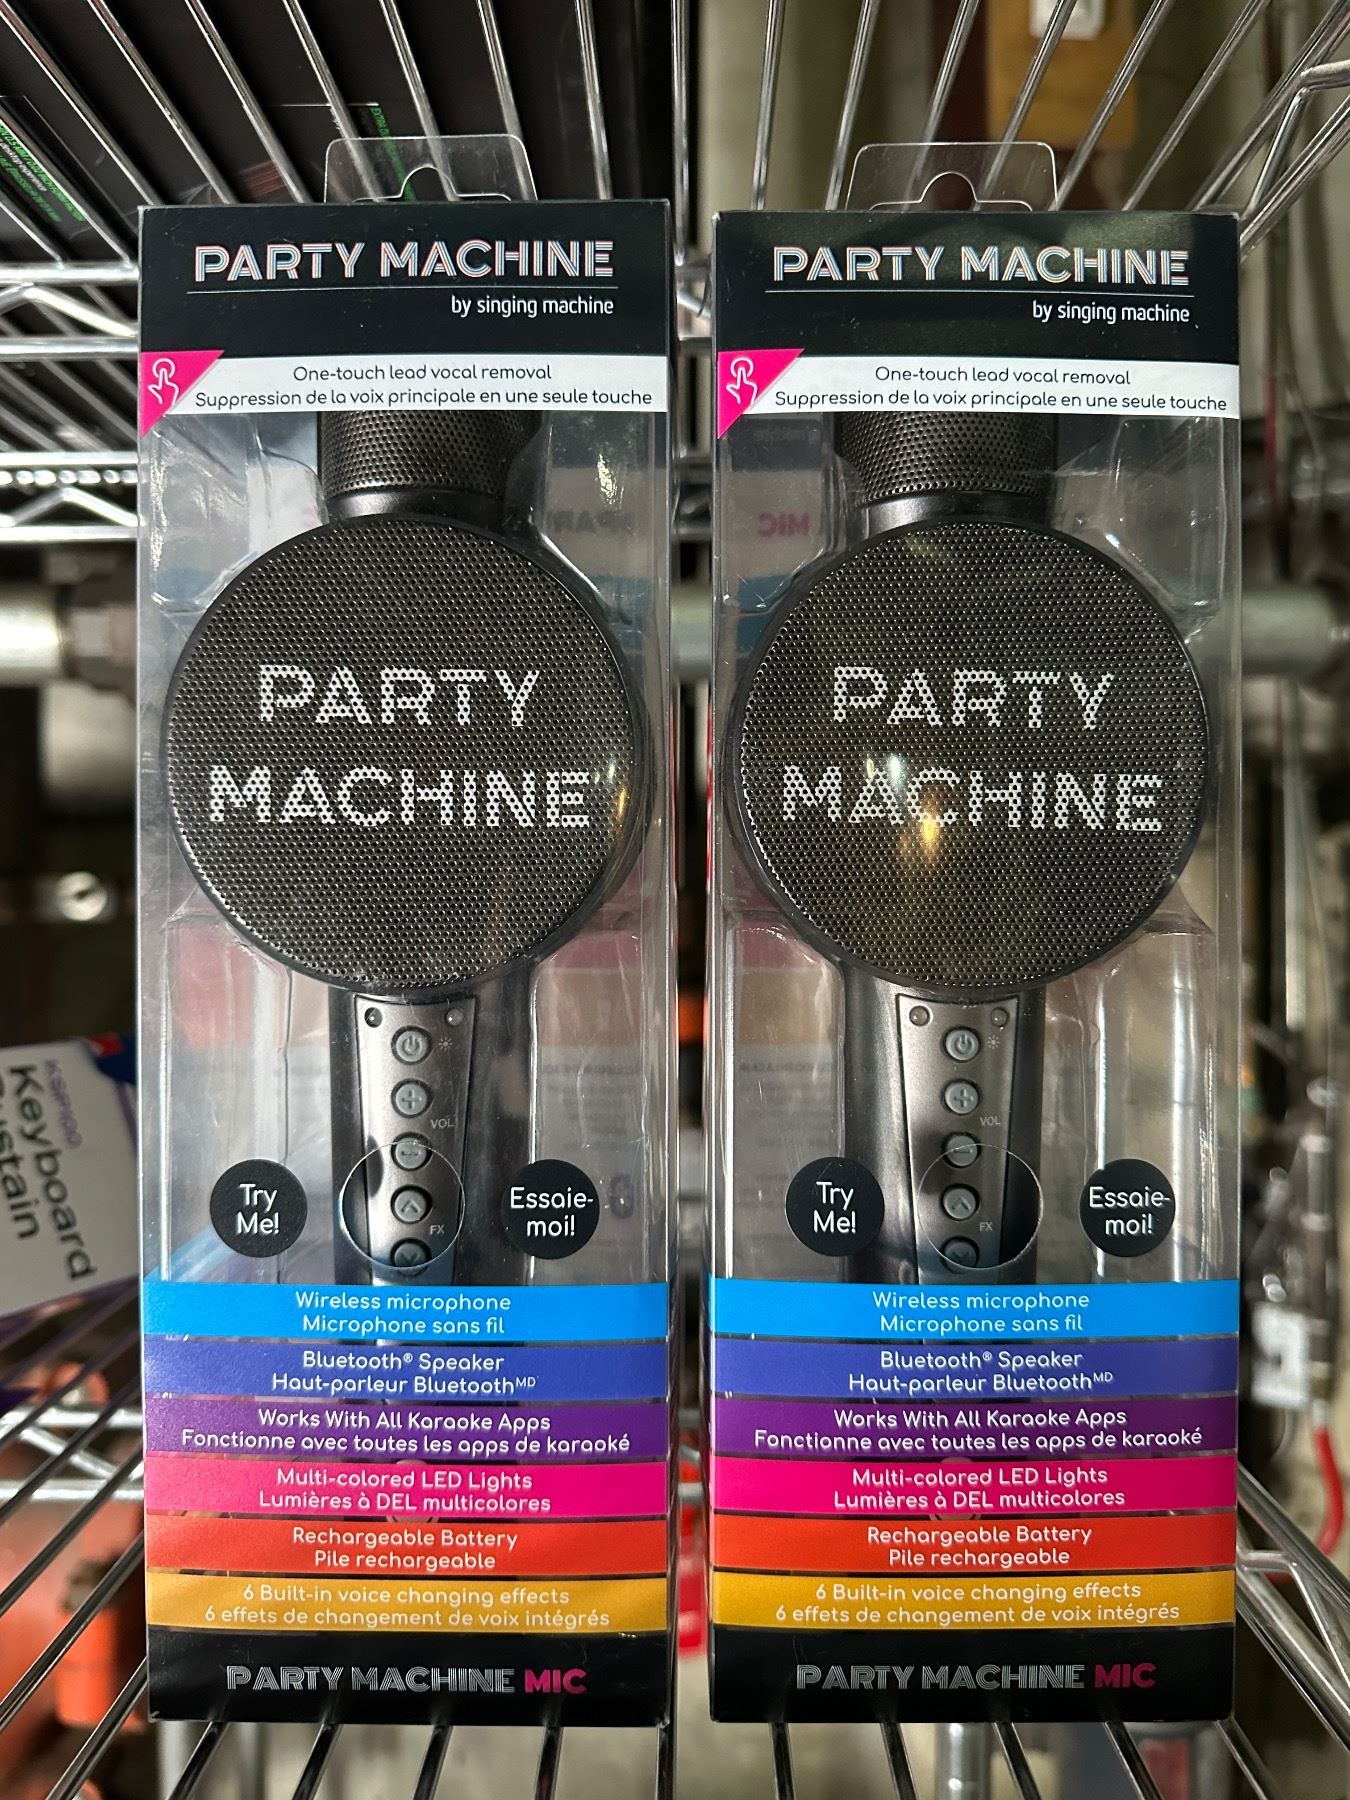 PARTY MACHINE
by singing machine
One-touch lead vocal removal
Suppression de la voix principale en une seule touche
PARTY
MACHINE
VOL
FX
Try
Me!
Essaie-
moi!
Wireless microphone
Microphone sans fil
Bluetooth® Speaker
Haut-parleur Bluetoothᴹᴰ
Works With All Karaoke Apps
Fonctionne avec toutes les apps de karaoké
Multi-colored LED Lights
Lumières à DEL multicolores
Rechargeable Battery
Pile rechargeable
6 Built-in voice changing effects
6 effets de changement de voix intégrés
PARTY MACHINE MIC
PARTY MACHINE
by singing machine
One-touch lead vocal removal
Suppression de la voix principale en une seule touche
MiC
PARTY
MACHINE
VOL
FX
Try
Me!
Essaie-
moi!
Wireless microphone
Microphone sans fil
Bluetooth® Speaker
Haut-parleur Bluetoothᴹᴰ
Works With All Karaoke Apps
Fonctionne avec toutes les apps de karaoké
Multi-colored LED Lights
Lumières à DEL multicolores
Rechargeable Battery
Pile rechargeable
6 Built-in voice changing effects
6 effets de changement de voix intégrés
PARTY MACHINE MIC
KSP100
Keyboard
Sustain